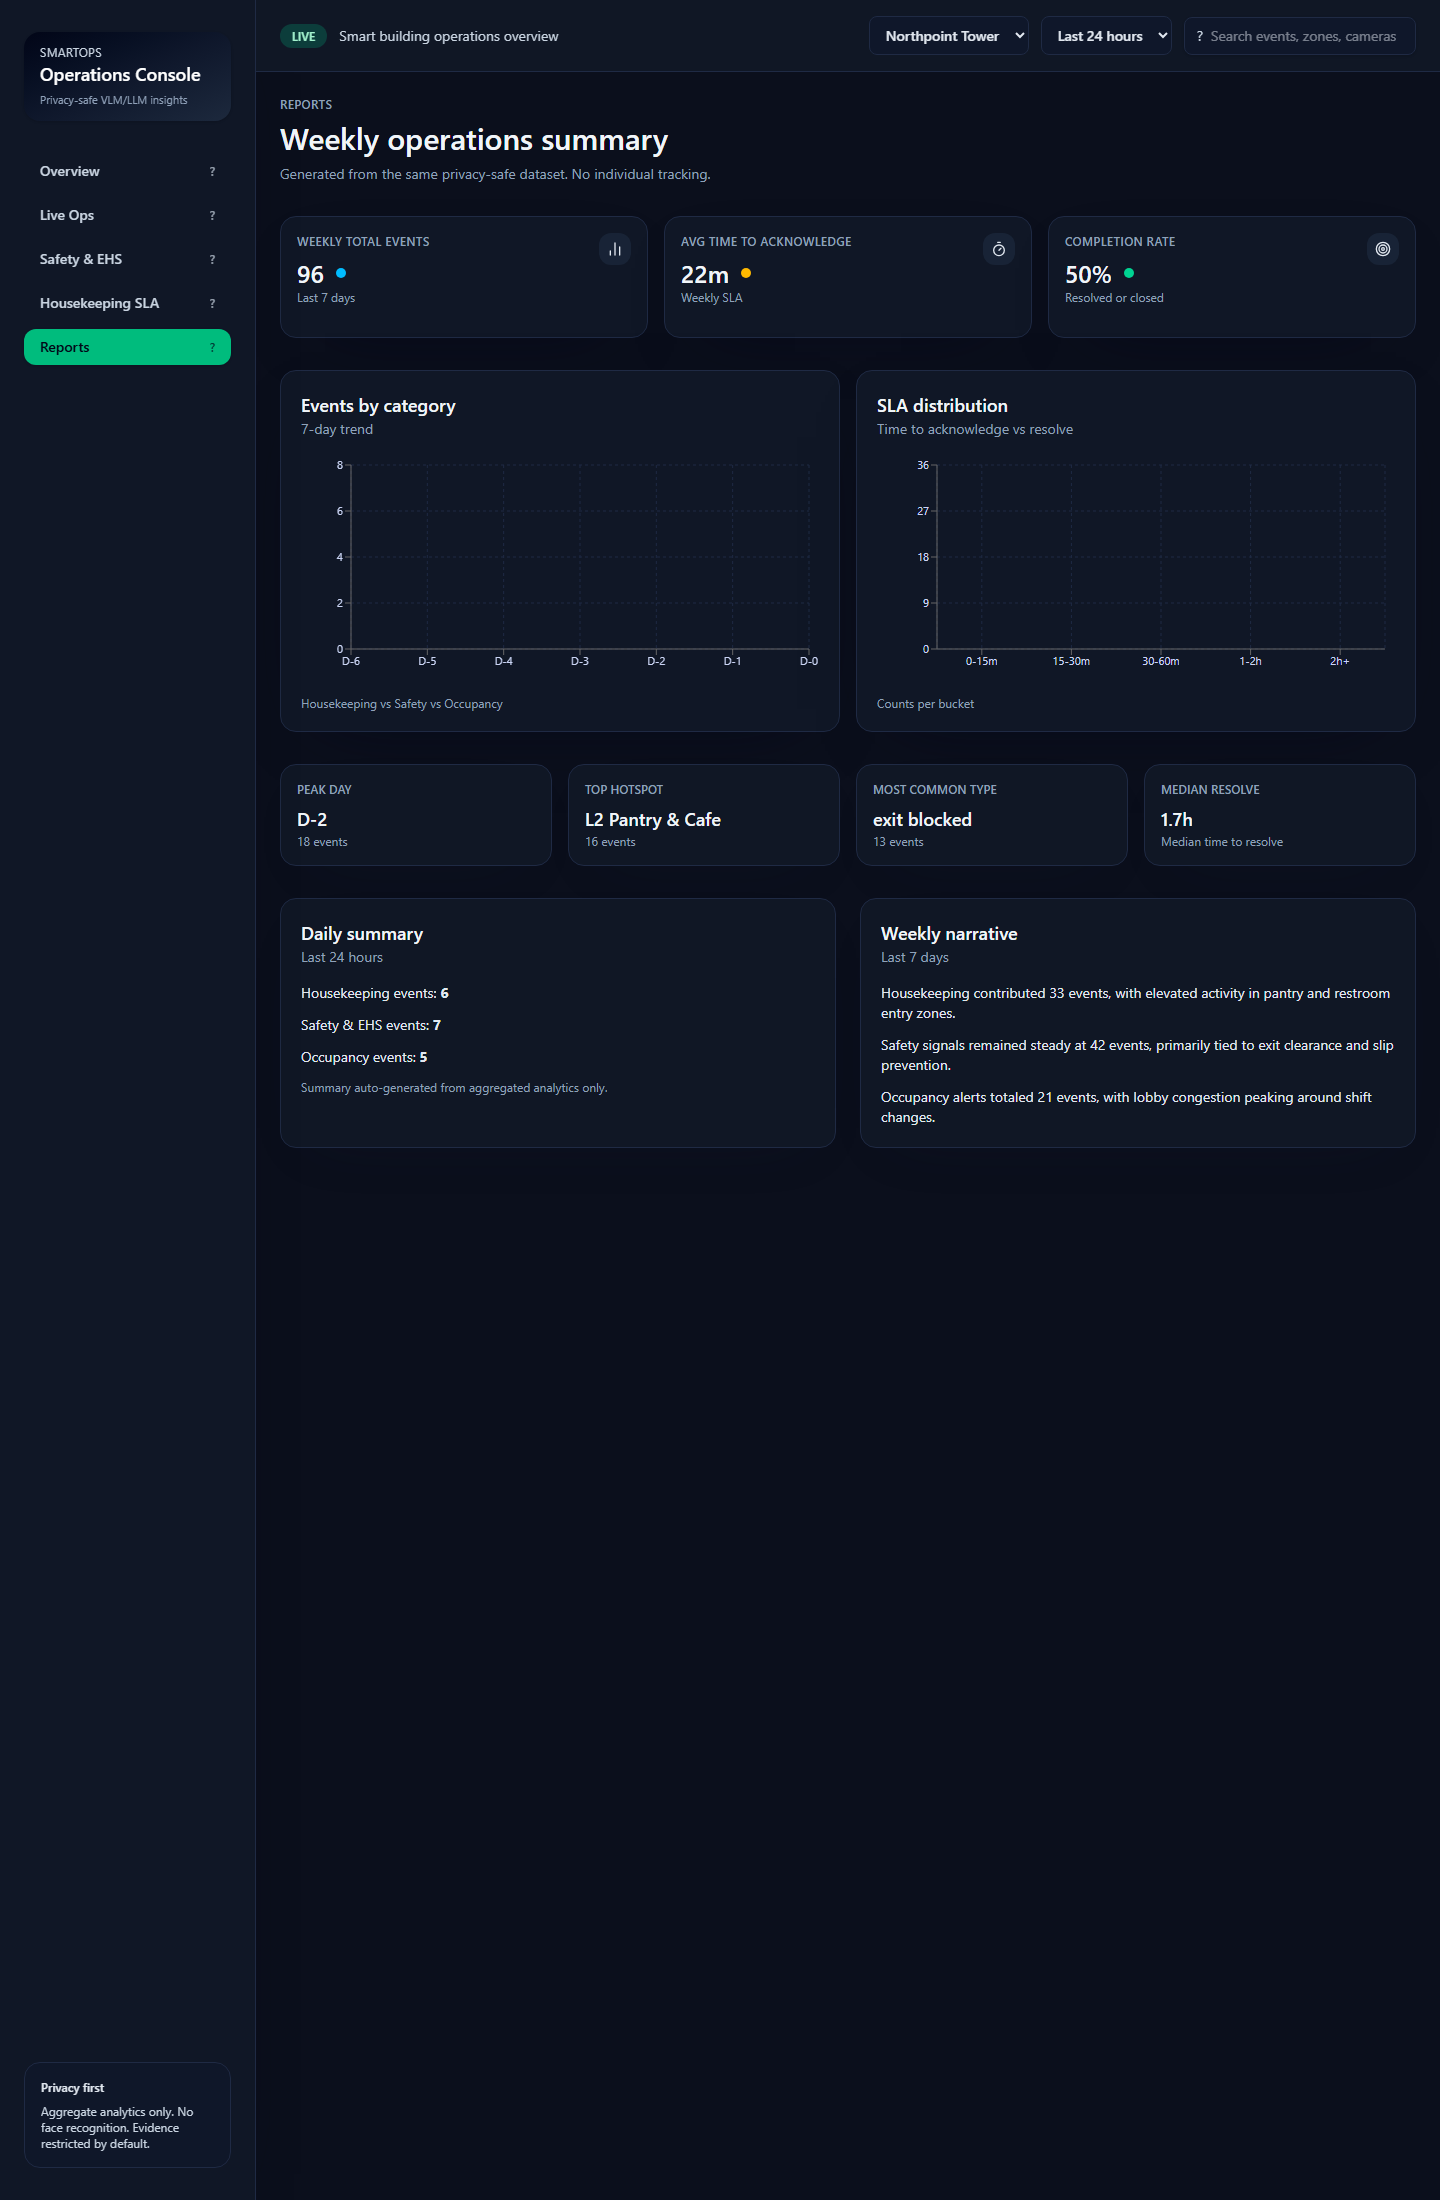 SMARTOPS
Operations Console
Privacy-safe VLM/LLM insights
Overview ?
Live Ops ?
Safety & EHS ?
Housekeeping SLA ?
Reports ?
Privacy first
Aggregate analytics only. No
face recognition. Evidence
restricted by default.
LIVE Smart building operations overview
Northpoint Tower
Last 24 hours
? Search events, zones, cameras
REPORTS
Weekly operations summary
Generated from the same privacy-safe dataset. No individual tracking.
WEEKLY TOTAL EVENTS
96
Last 7 days
AVG TIME TO ACKNOWLEDGE
22m
Weekly SLA
COMPLETION RATE
50%
Resolved or closed
Events by category
7-day trend
8
6
4
2
0
D-6 D-5 D-4 D-3 D-2 D-1 D-0
Housekeeping vs Safety vs Occupancy
SLA distribution
Time to acknowledge vs resolve
36
27
18
9
0
0-15m 15-30m 30-60m 1-2h 2h+
Counts per bucket
PEAK DAY
D-2
18 events
TOP HOTSPOT
L2 Pantry & Cafe
16 events
MOST COMMON TYPE
exit blocked
13 events
MEDIAN RESOLVE
1.7h
Median time to resolve
Daily summary
Last 24 hours
Housekeeping events: 6
Safety & EHS events: 7
Occupancy events: 5
Summary auto-generated from aggregated analytics only.
Weekly narrative
Last 7 days
Housekeeping contributed 33 events, with elevated activity in pantry and restroom
entry zones.
Safety signals remained steady at 42 events, primarily tied to exit clearance and slip
prevention.
Occupancy alerts totaled 21 events, with lobby congestion peaking around shift
changes.